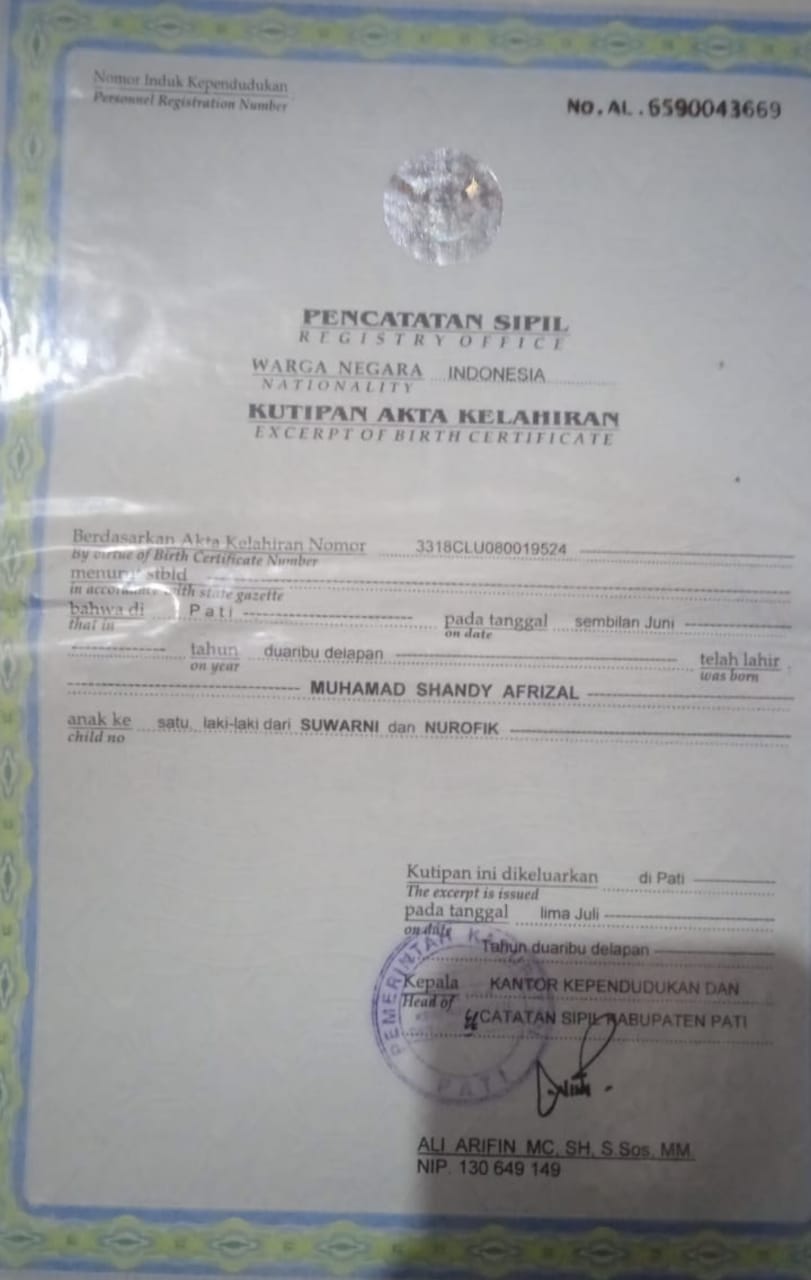 Nomor Induk Kependudukan
Personnel Registration Number
No. AL. 6590043669
PENCATATAN SIPIL
REGISTRY OFFICE
WARGA NEGARA INDONESIA
NATIONALITY
KUTIPAN AKTA KELAHIRAN
EXCERPT OF BIRTH CERTIFICATE
Berdasarkan Akta Kelahiran Nomor 3318CLU080019524
By virtue of Birth Certificate Number
menurut stbld
in accordance with state gazette
bahwa di Pati pada tanggal sembilan Juni
that in on date
tahun duaribu delapan telah lahir
on year was born
MUHAMAD SHANDY AFRIZAL
anak ke satu, laki-laki dari SUWARNI dan NUROFIK
child no
Kutipan ini dikeluarkan di Pati
The excerpt is issued
pada tanggal lima Juli
on date
Tahun duaribu delapan
Kepala KANTOR KEPENDUDUKAN DAN
Head of
CATATAN SIPIL KABUPATEN PATI
PEMERINTAH
PATI
ALI ARIFIN MC, SH, S.Sos, MM.
NIP. 130 649 149